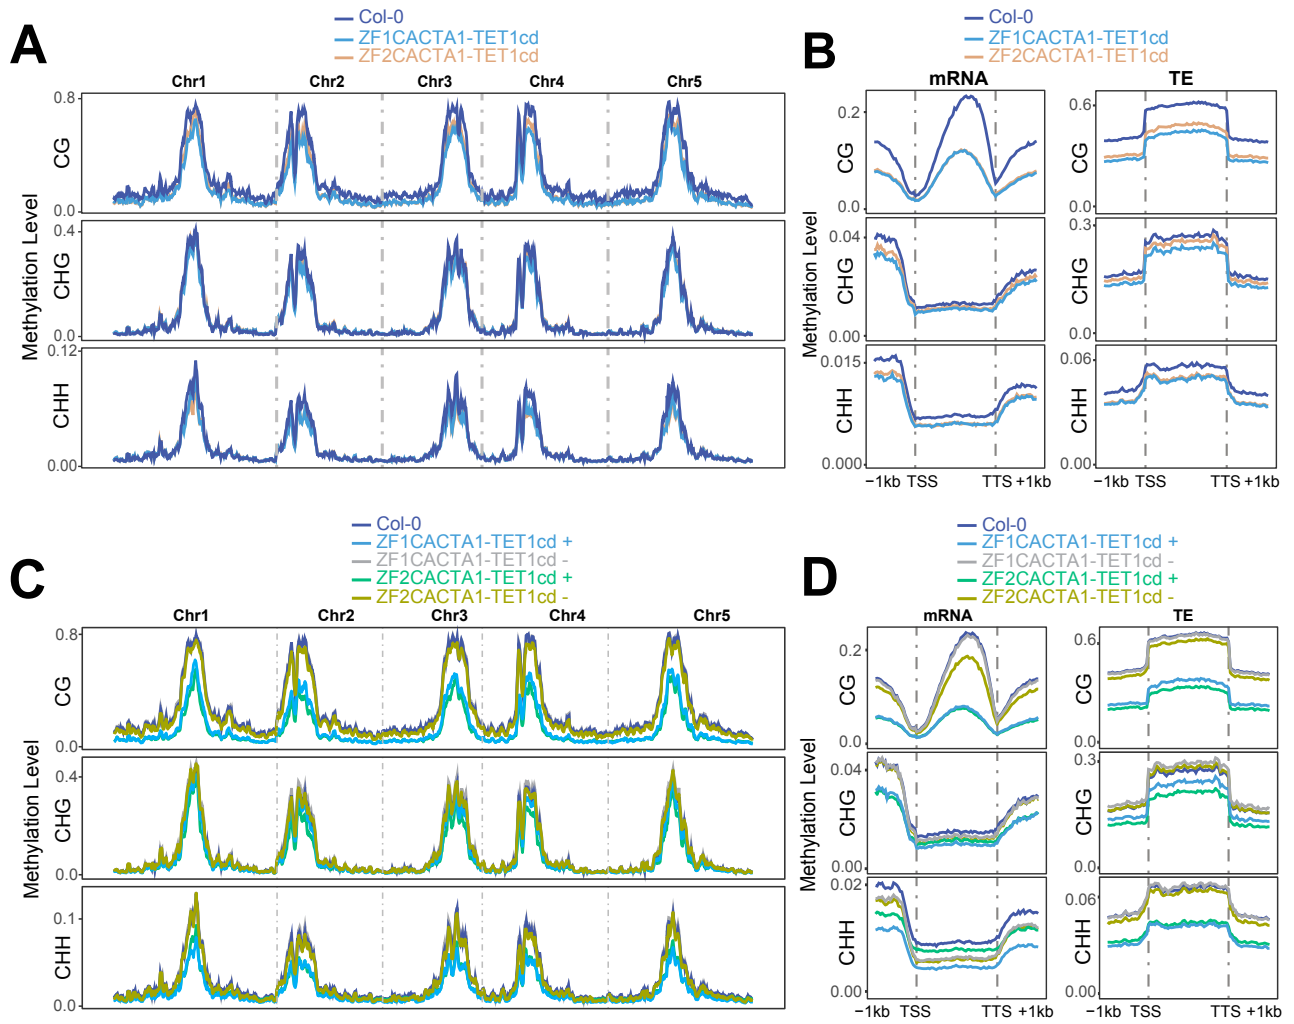 A
Col-0
ZF1CACTA1-TET1cd
ZF2CACTA1-TET1cd
Chr1 Chr2 Chr3 Chr4 Chr5
Methylation Level
CG
0.8
0.0
CHG
0.4
0.0
CHH
0.12
0.00
B
Col-0
ZF1CACTA1-TET1cd
ZF2CACTA1-TET1cd
mRNA TE
Methylation Level
CG
0.2
0.0
CG
0.6
0.0
CHG
0.04
0.00
CHG
0.3
0.0
CHH
0.015
0.000
CHH
0.06
0.00
−1kb TSS TTS +1kb −1kb TSS TTS +1kb
C
Col-0
ZF1CACTA1-TET1cd +
ZF1CACTA1-TET1cd -
ZF2CACTA1-TET1cd +
ZF2CACTA1-TET1cd -
Chr1 Chr2 Chr3 Chr4 Chr5
Methylation Level
CG
0.8
0.0
CHG
0.4
0.0
CHH
0.1
0.0
D
Col-0
ZF1CACTA1-TET1cd +
ZF1CACTA1-TET1cd -
ZF2CACTA1-TET1cd +
ZF2CACTA1-TET1cd -
mRNA TE
Methylation Level
CG
0.2
0.0
CG
0.6
0.0
CHG
0.04
0.00
CHG
0.3
0.0
CHH
0.02
0.00
CHH
0.06
0.00
−1kb TSS TTS +1kb −1kb TSS TTS +1kb